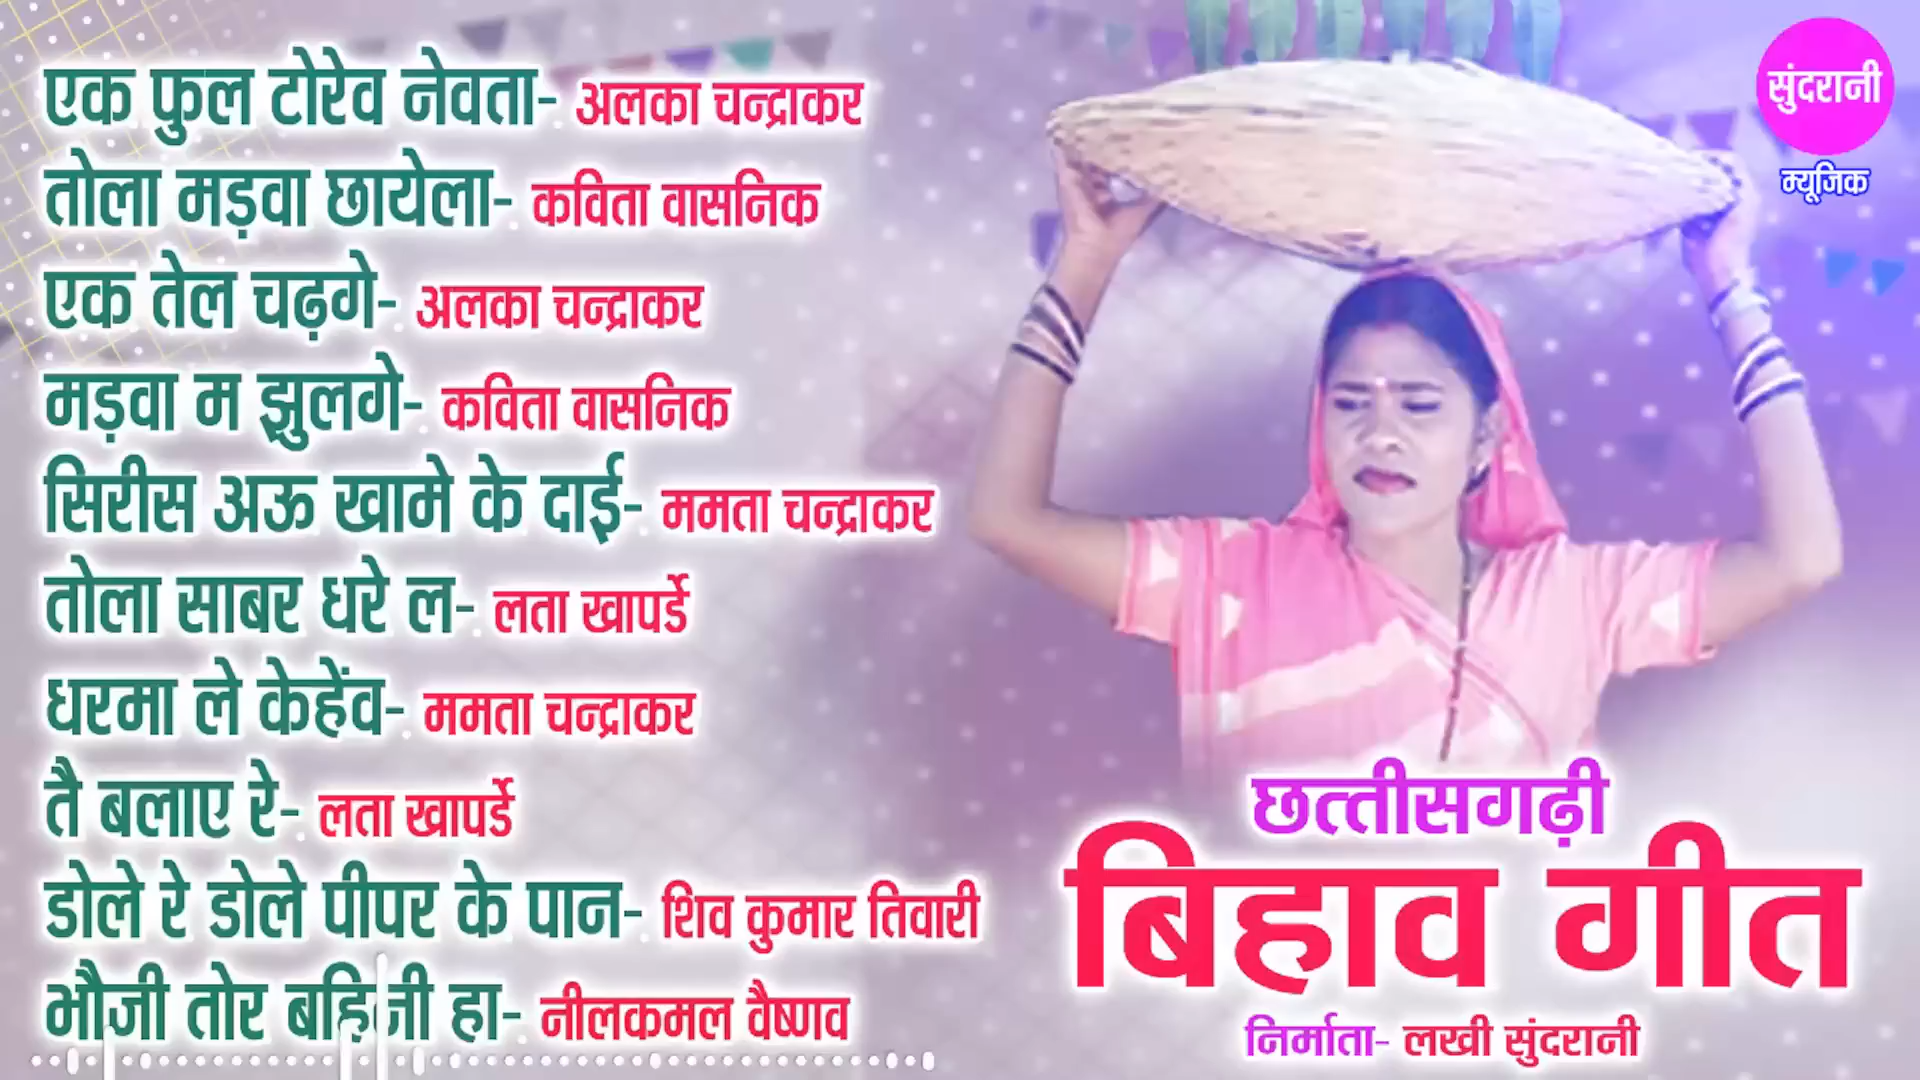 एक फुल टोरेव नेवता- अलका चन्द्राकर
तोला मड़वा छायेला- कविता वासनिक
एक तेल चढ़गे- अलका चन्द्राकर
मड़वा म झुलगे- कविता वासनिक
सिरीस अऊ खामे के दाई- ममता चन्द्राकर
तोला साबर धरे ल- लता खापर्डे
धरमा ले केहेंव- ममता चन्द्राकर
तै बलाए रे- लता खापर्डे
डोले रे डोले पीपर के पान- शिव कुमार तिवारी
भौजी तोर बहिनी हा- नीलकमल वैष्णव
सुंदरानी
म्यूजिक
छत्तीसगढ़ी
बिहाव गीत
निर्माता- लखी सुंदरानी